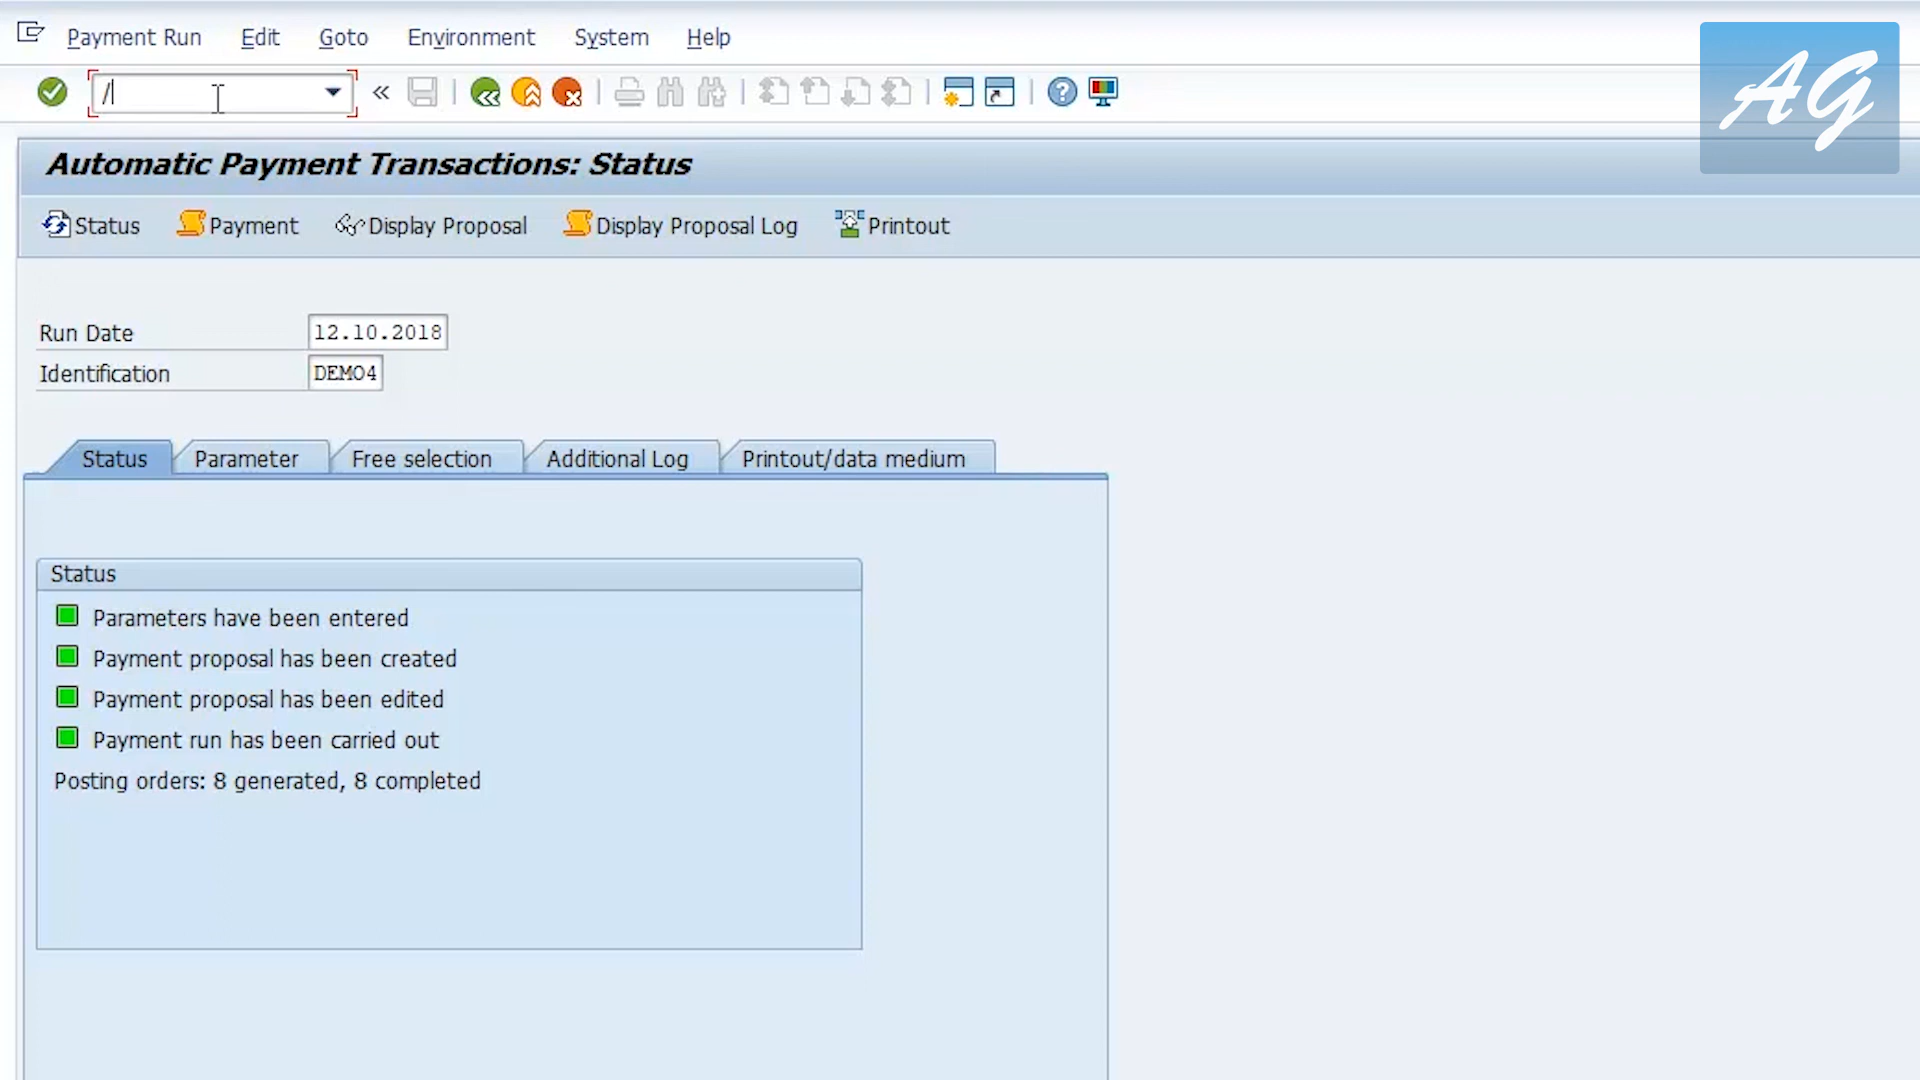 Payment Run Edit Goto Environment System Help
/
AG
Automatic Payment Transactions: Status
Status Payment Display Proposal Display Proposal Log Printout
Run Date 12.10.2018
Identification DEMO4
Status Parameter Free selection Additional Log Printout/data medium
Status
Parameters have been entered
Payment proposal has been created
Payment proposal has been edited
Payment run has been carried out
Posting orders: 8 generated, 8 completed